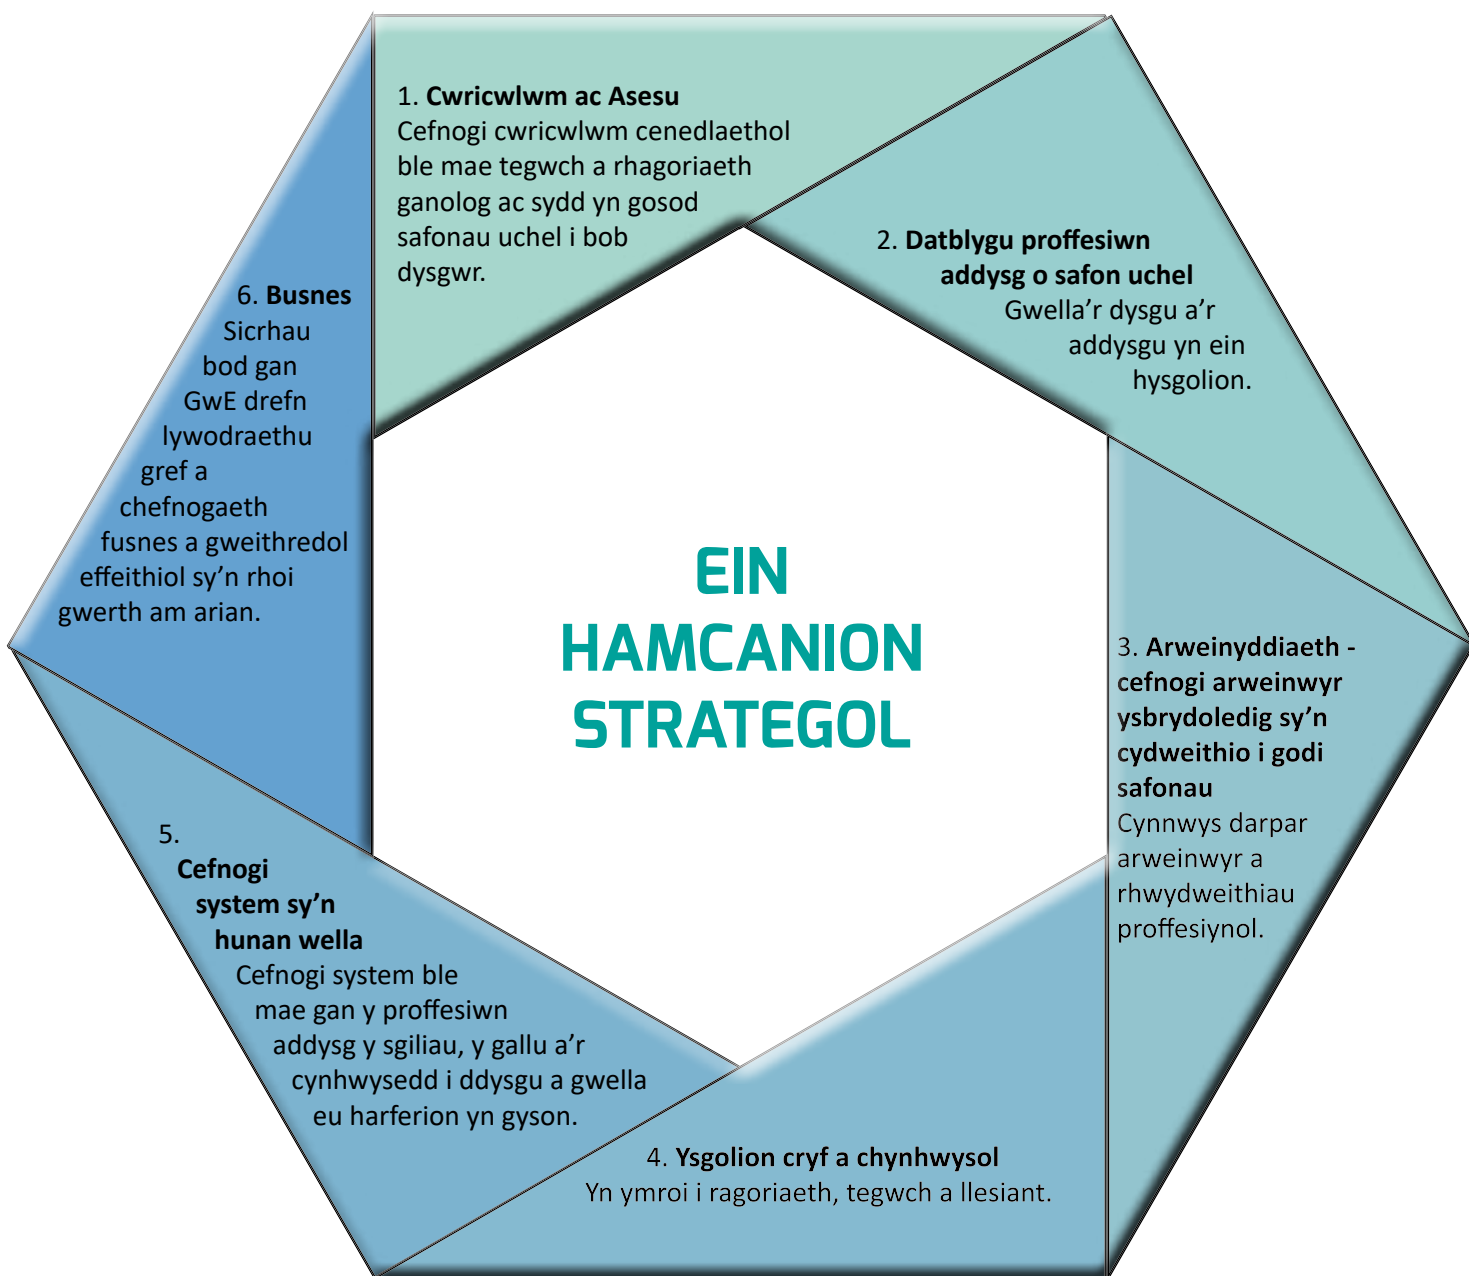 1. Cwricwlwm ac Asesu
Cefnogi cwricwlwm cenedlaethol
ble mae tegwch a rhagoriaeth
ganolog ac sydd yn gosod
safonau uchel i bob
dysgwr.
2. Datblygu proffesiwn
addysg o safon uchel
Gwella’r dysgu a’r
addysgu yn ein
hysgolion.
3. Arweinyddiaeth -
cefnogi arweinwyr
ysbrydoledig sy’n
cydweithio i godi
safonau
Cynnwys darpar
arweinwyr a
rhwydweithiau
proffesiynol.
4. Ysgolion cryf a chynhwysol
Yn ymroi i ragoriaeth, tegwch a llesiant.
5.
Cefnogi
system sy’n
hunan wella
Cefnogi system ble
mae gan y proffesiwn
addysg y sgiliau, y gallu a’r
cynhwysedd i ddysgu a gwella
eu harferion yn gyson.
6. Busnes
Sicrhau
bod gan
GwE drefn
lywodraethu
gref a
chefnogaeth
fusnes a gweithredol
effeithiol sy’n rhoi
gwerth am arian.
EIN
HAMCANION
STRATEGOL